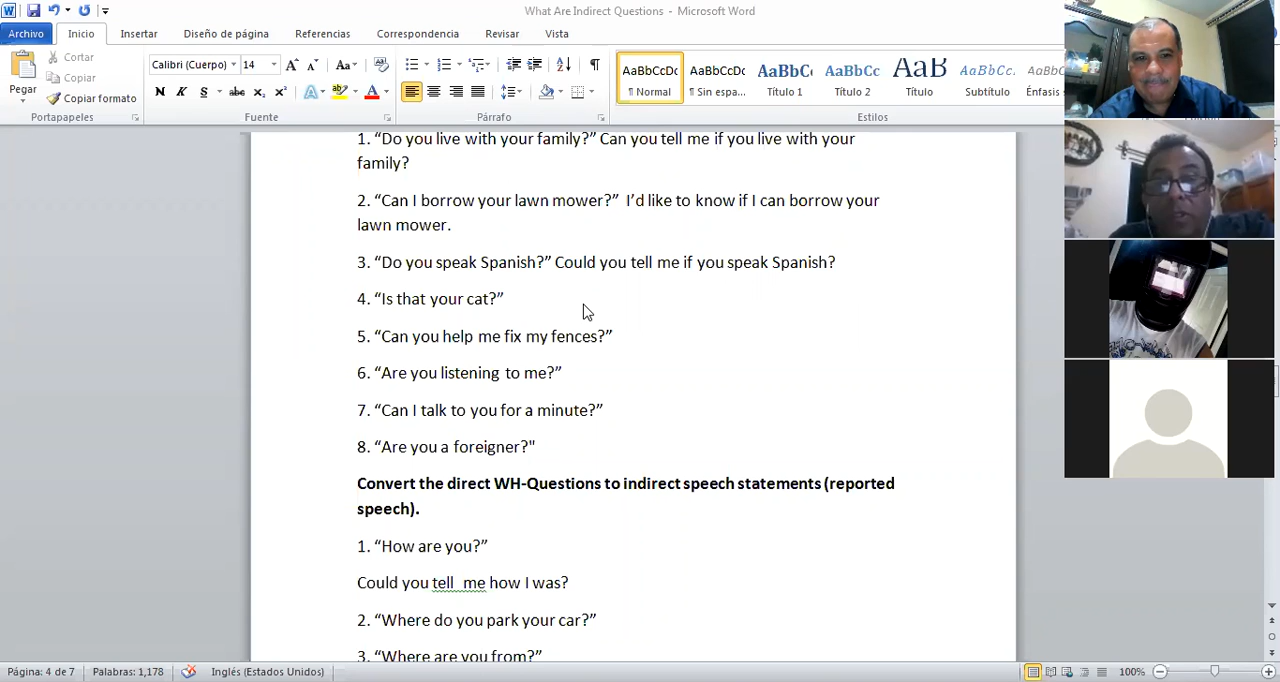 What Are Indirect Questions - Microsoft Word
Archivo Inicio Insertar Diseño de página Referencias Correspondencia Revisar Vista
Pegar
Cortar
Copiar
Copiar formato
Portapapeles
Calibri (Cuerpo) 14
N K S abc x₂ x²
Fuente
Párrafo
AaBbCcDc AaBbCcDc AaBbC AaBbCc AaB AaBbCc AaBbCc
¶ Normal ¶ Sin espa... Título 1 Título 2 Título Subtítulo Énfasis
Estilos
1. “Do you live with your family?” Can you tell me if you live with your
family?
2. “Can I borrow your lawn mower?” I’d like to know if I can borrow your
lawn mower.
3. “Do you speak Spanish?” Could you tell me if you speak Spanish?
4. “Is that your cat?”
5. “Can you help me fix my fences?”
6. “Are you listening to me?”
7. “Can I talk to you for a minute?”
8. “Are you a foreigner?"
Convert the direct WH-Questions to indirect speech statements (reported
speech).
1. “How are you?”
Could you tell me how I was?
2. “Where do you park your car?”
3. “Where are you from?”
Página: 4 de 7 Palabras: 1,178 Inglés (Estados Unidos) 100%